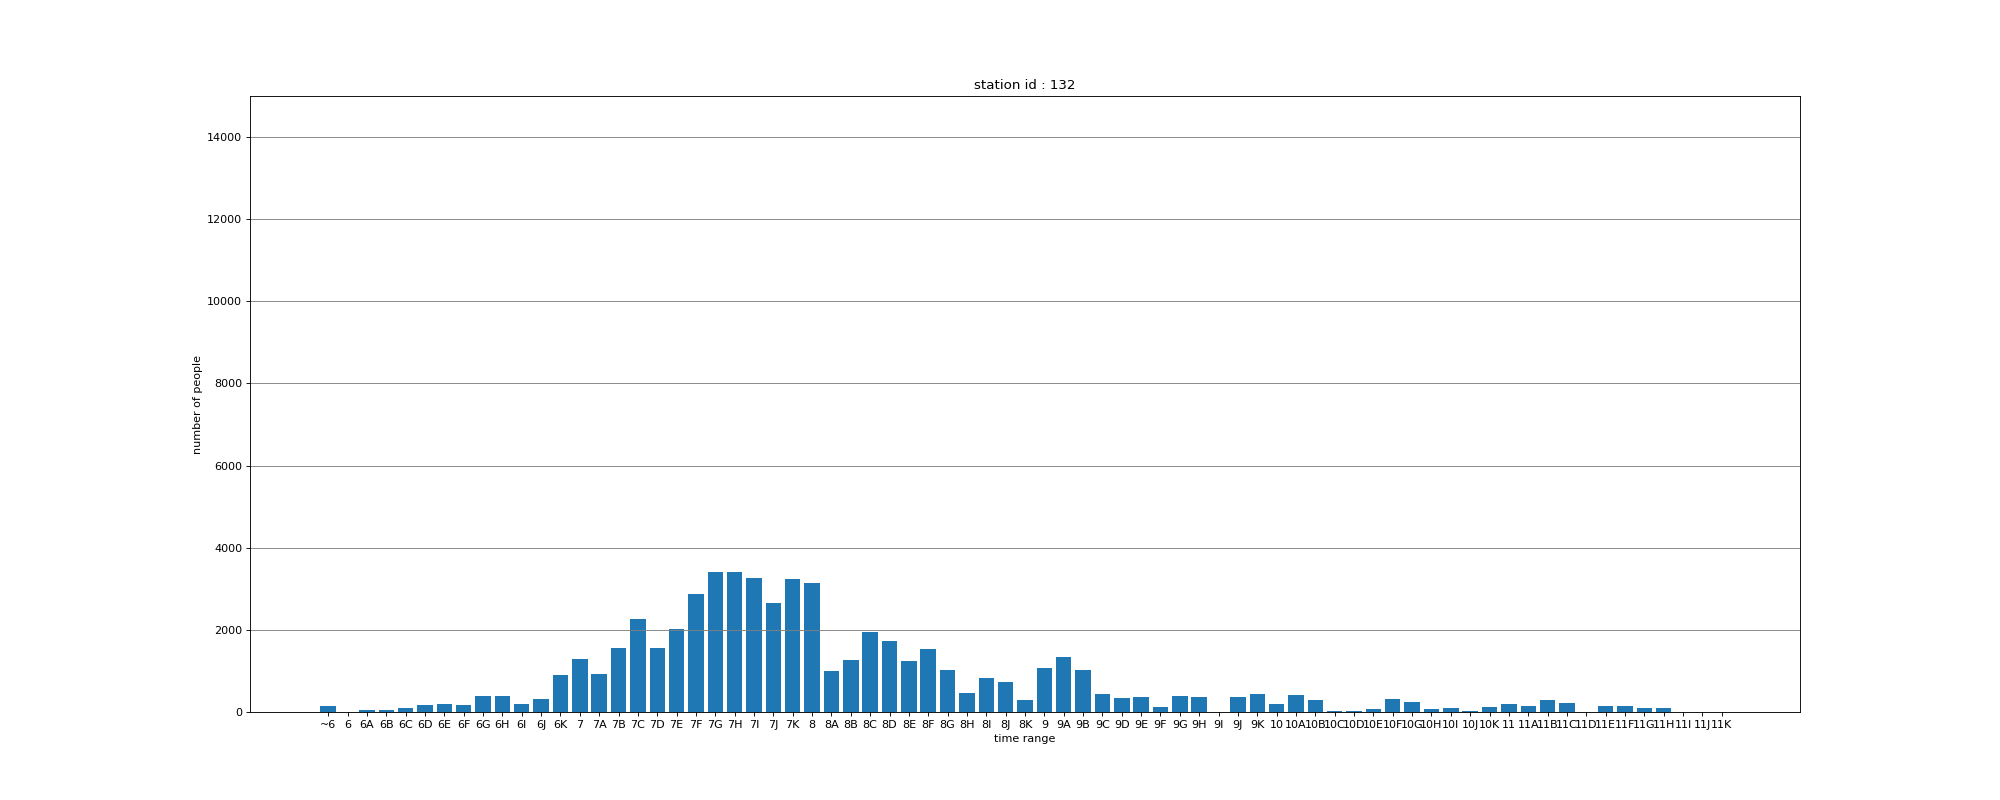 station id : 132
14000
12000
10000
8000
6000
4000
2000
0
number of people
~6 6 6A 6B 6C 6D 6E 6F 6G 6H 6I 6J 6K 7 7A 7B 7C 7D 7E 7F 7G 7H 7I 7J 7K 8 8A 8B 8C 8D 8E 8F 8G 8H 8I 8J 8K 9 9A 9B 9C 9D 9E 9F 9G 9H 9I 9J 9K 10 10A 10B 10C 10D 10E 10F 10G 10H 10I 10J 10K 11 11A 11B 11C 11D 11E 11F 11G 11H 11I 11J 11K
time range